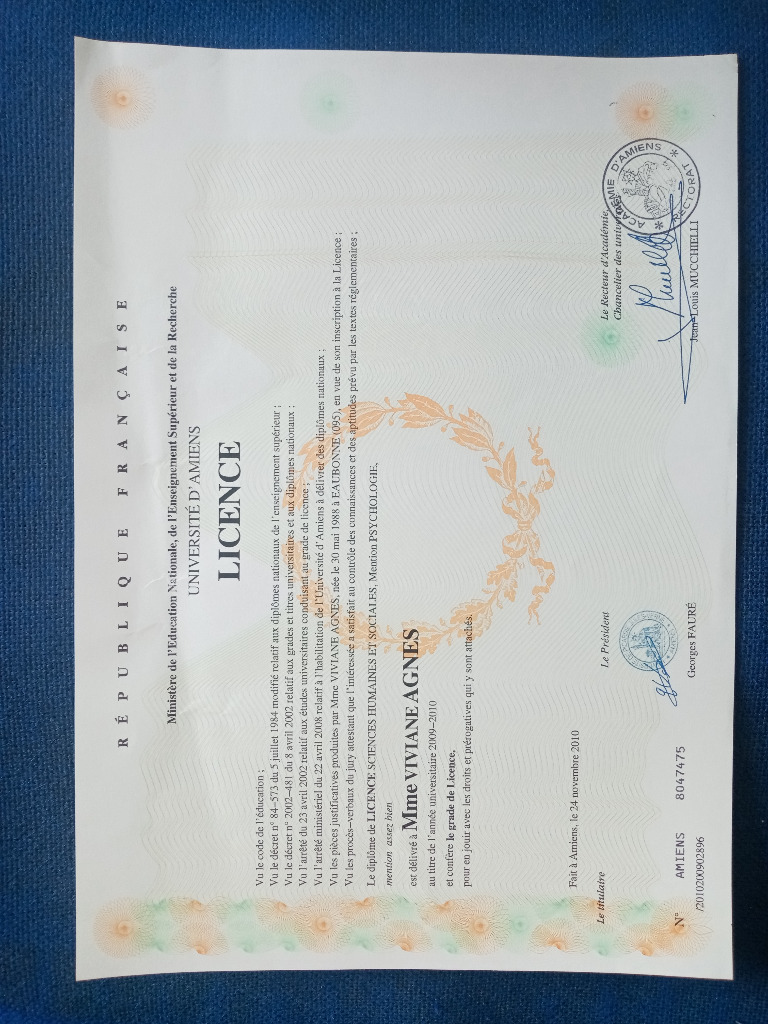 RÉPUBLIQUE FRANÇAISE
Ministère de l'Education Nationale, de l'Enseignement Supérieur et de la Recherche
UNIVERSITÉ D'AMIENS
LICENCE
Vu le code de l'éducation ;
Vu le décret n° 84-573 du 5 juillet 1984 modifié relatif aux diplômes nationaux de l'enseignement supérieur ;
Vu le décret n° 2002-481 du 8 avril 2002 relatif aux grades et titres universitaires et aux diplômes nationaux ;
Vu l'arrêté du 23 avril 2002 relatif aux études universitaires conduisant au grade de licence ;
Vu l'arrêté ministériel du 22 avril 2008 relatif à l'habilitation de l'Université d'Amiens à délivrer des diplômes nationaux ;
Vu les pièces justificatives produites par Mme VIVIANE AGNES, née le 30 mai 1988 à EAUBONNE (095), en vue de son inscription à la Licence ;
Vu les procès-verbaux du jury attestant que l'intéressée a satisfait au contrôle des connaissances et des aptitudes prévu par les textes réglementaires ;
Le diplôme de LICENCE SCIENCES HUMAINES ET SOCIALES, Mention PSYCHOLOGIE,
mention assez bien
est délivré à Mme VIVIANE AGNES
au titre de l'année universitaire 2009-2010
et confère le grade de Licence,
pour en jouir avec les droits et prérogatives qui y sont attachés.
Fait à Amiens, le 24 novembre 2010
Le titulaire
Le Président
Georges FAURÉ
Le Recteur d'Académie,
Chancelier des universités
ACADÉMIE D'AMIENS * RECTORAT *
Jean-Louis MUCCHIELLI
N° AMIENS 8047475
/2010200902896